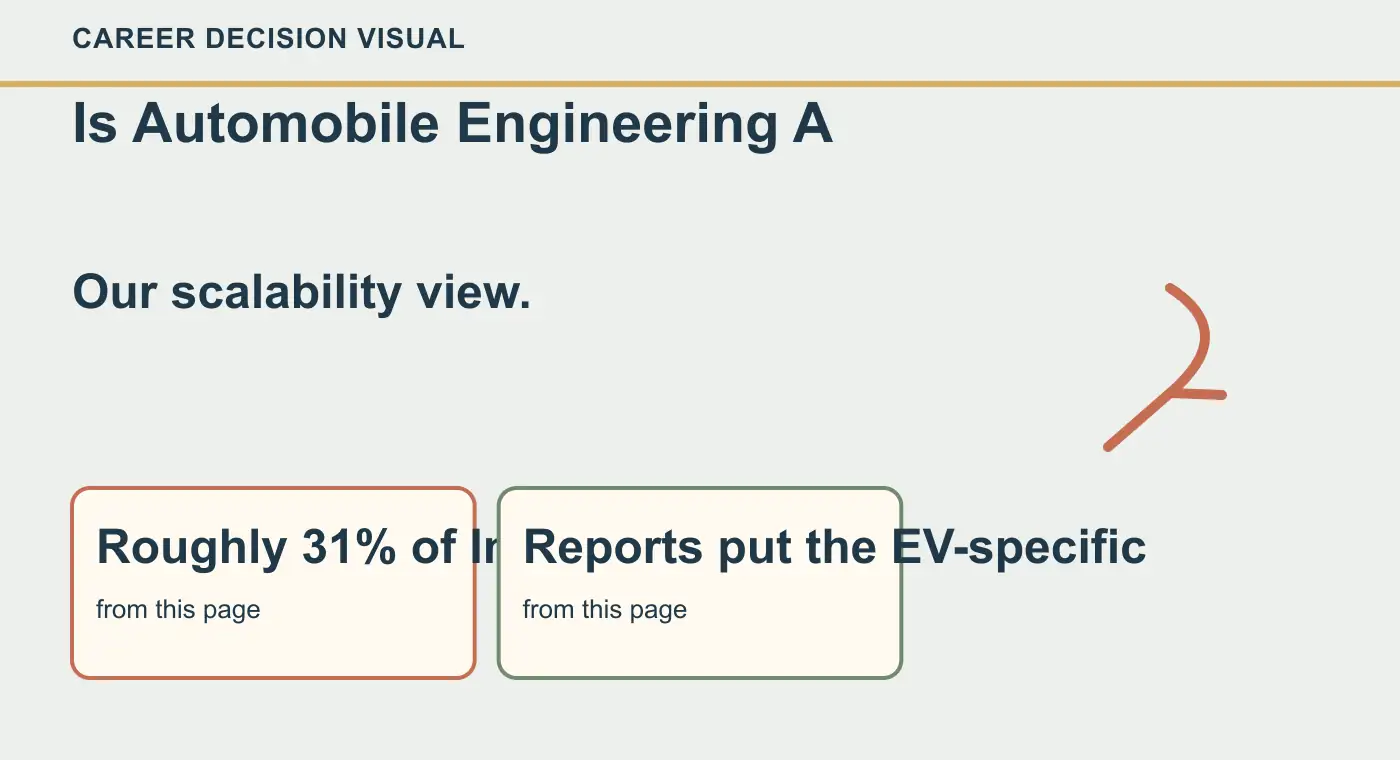 CAREER DECISION VISUAL
Is Automobile Engineering A
Our scalability view.
Roughly 31% of
Reports put the EV-specific
from this page
from this page